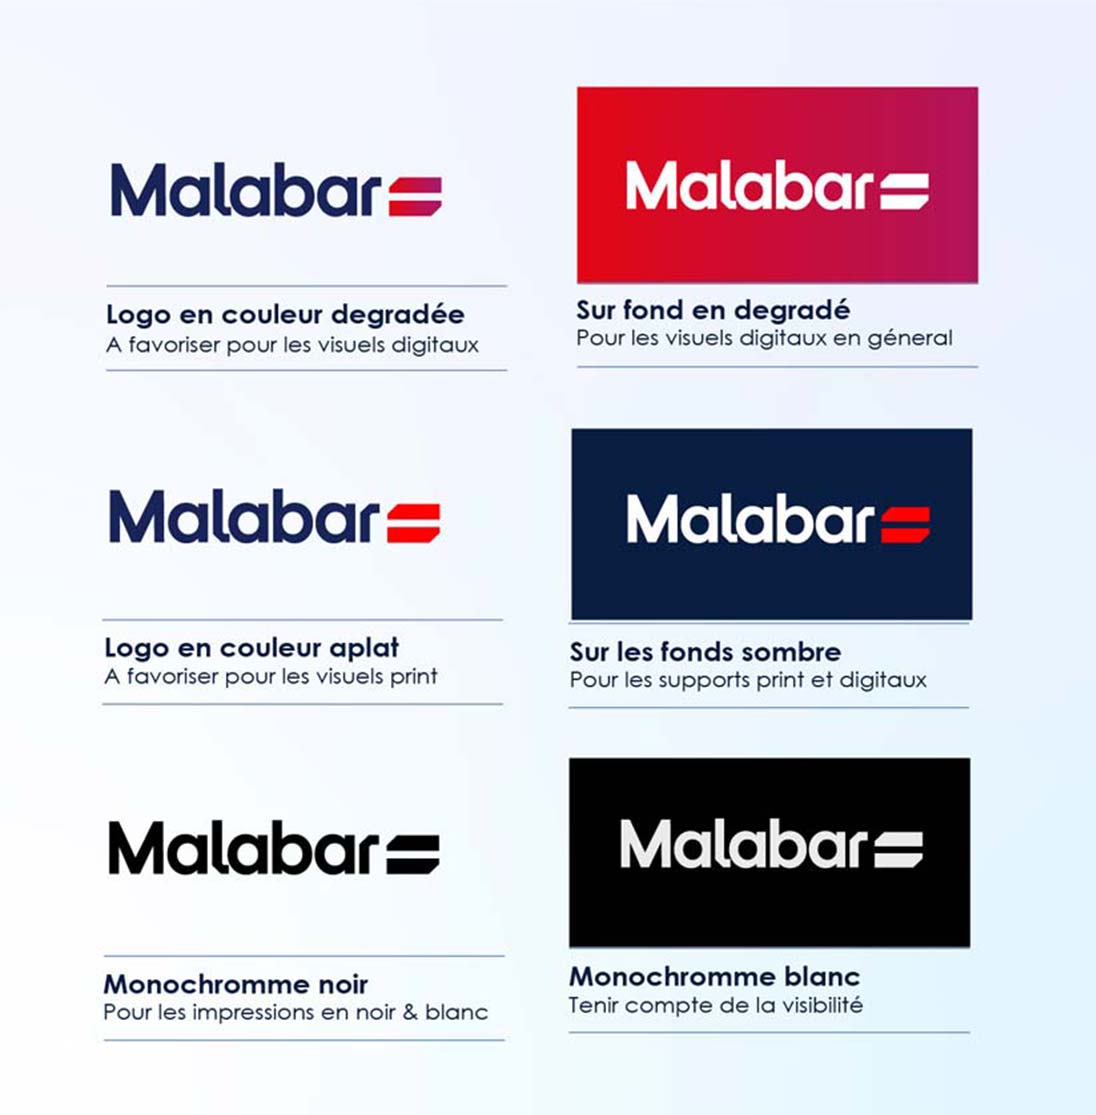 Malabar
Logo en couleur degradée
A favoriser pour les visuels digitaux
Malabar
Sur fond en degradé
Pour les visuels digitaux en géneral
Malabar
Logo en couleur aplat
A favoriser pour les visuels print
Malabar
Sur les fonds sombre
Pour les supports print et digitaux
Malabar
Monochromme noir
Pour les impressions en noir & blanc
Malabar
Monochromme blanc
Tenir compte de la visibilité